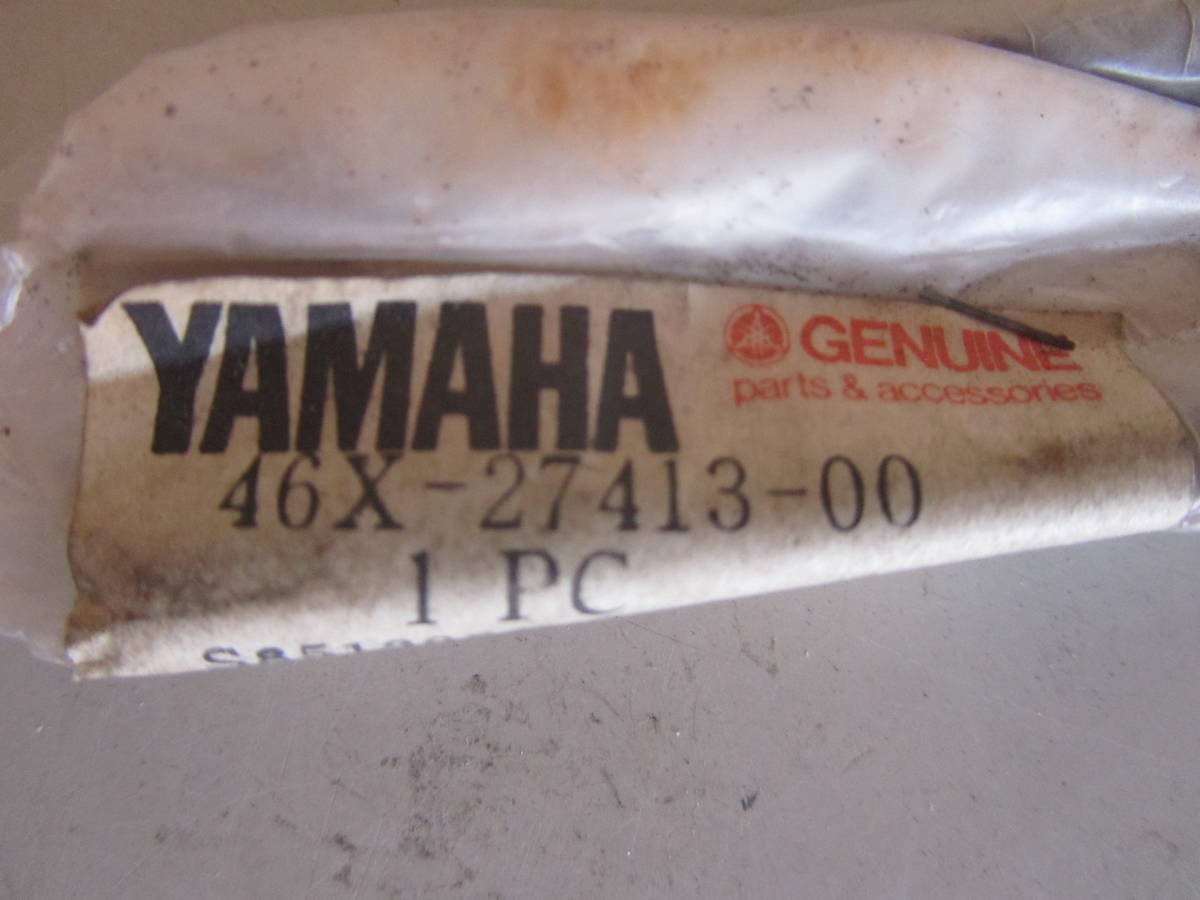 YAMAHA GENUINE
parts & accessories
46X-27413-00
1 PC